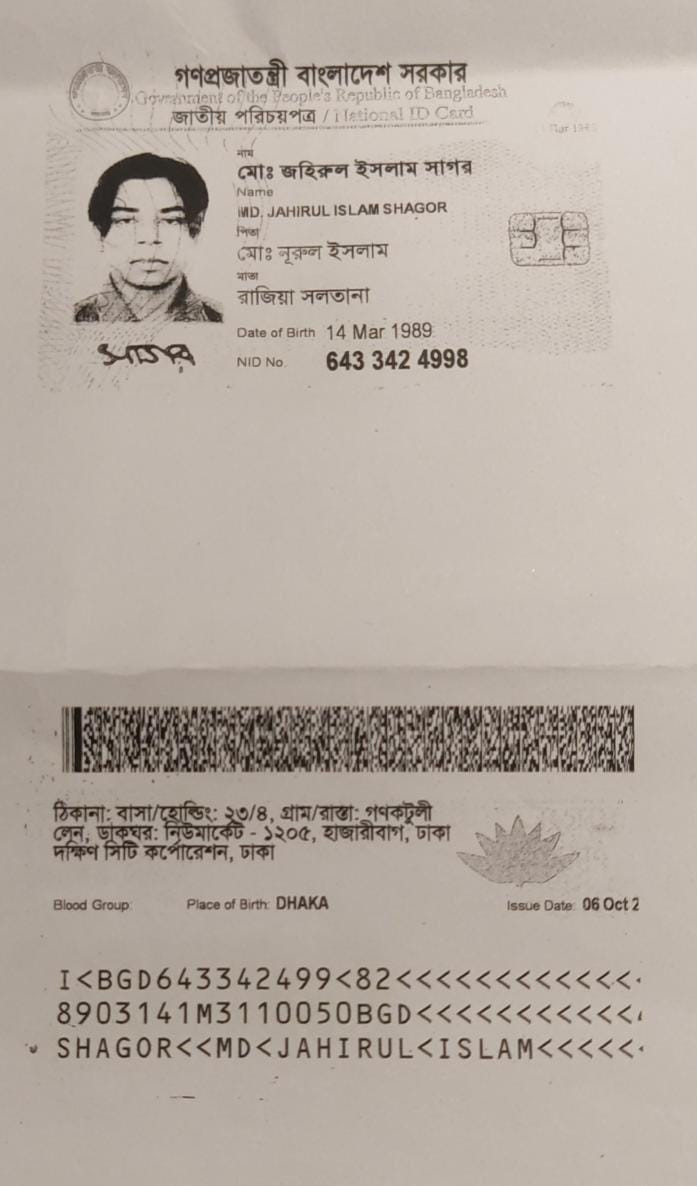 গণপ্রজাতন্ত্রী বাংলাদেশ সরকার
Government of the People's Republic of Bangladesh
জাতীয় পরিচয়পত্র / National ID Card
নাম
মোঃ জহিরুল ইসলাম সাগর
Name
MD. JAHIRUL ISLAM SHAGOR
পিতা
মোঃ নূরুল ইসলাম
মাতা
রাজিয়া সলতানা
Date of Birth 14 Mar 1989
NID No. 643 342 4998
ঠিকানা: বাসা/হোল্ডিং: ২৩/৪, গ্রাম/রাস্তা: গণকটুলী
লেন, ডাকঘর: নিউমার্কেট - ১২০৫, হাজারীবাগ, ঢাকা
দক্ষিণ সিটি কর্পোরেশন, ঢাকা
Blood Group: Place of Birth: DHAKA Issue Date: 06 Oct 2
I<BGD643342499<82<<<<<<<<<<<<<
8903141M3110050BGD<<<<<<<<<<<
SHAGOR<<MD<JAHIRUL<ISLAM<<<<<